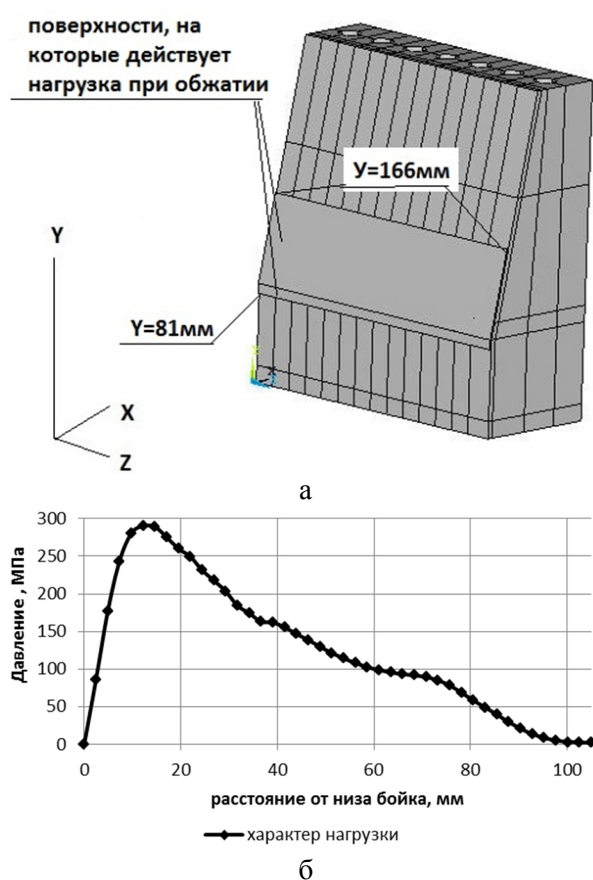 поверхности, на
которые действует
нагрузка при обжатии
У=166мм
Y
Y=81мм
X
Z
а
300
250
200
150
100
50
0
Давление , МПа
0 20 40 60 80 100
расстояние от низа бойка, мм
характер нагрузки
б